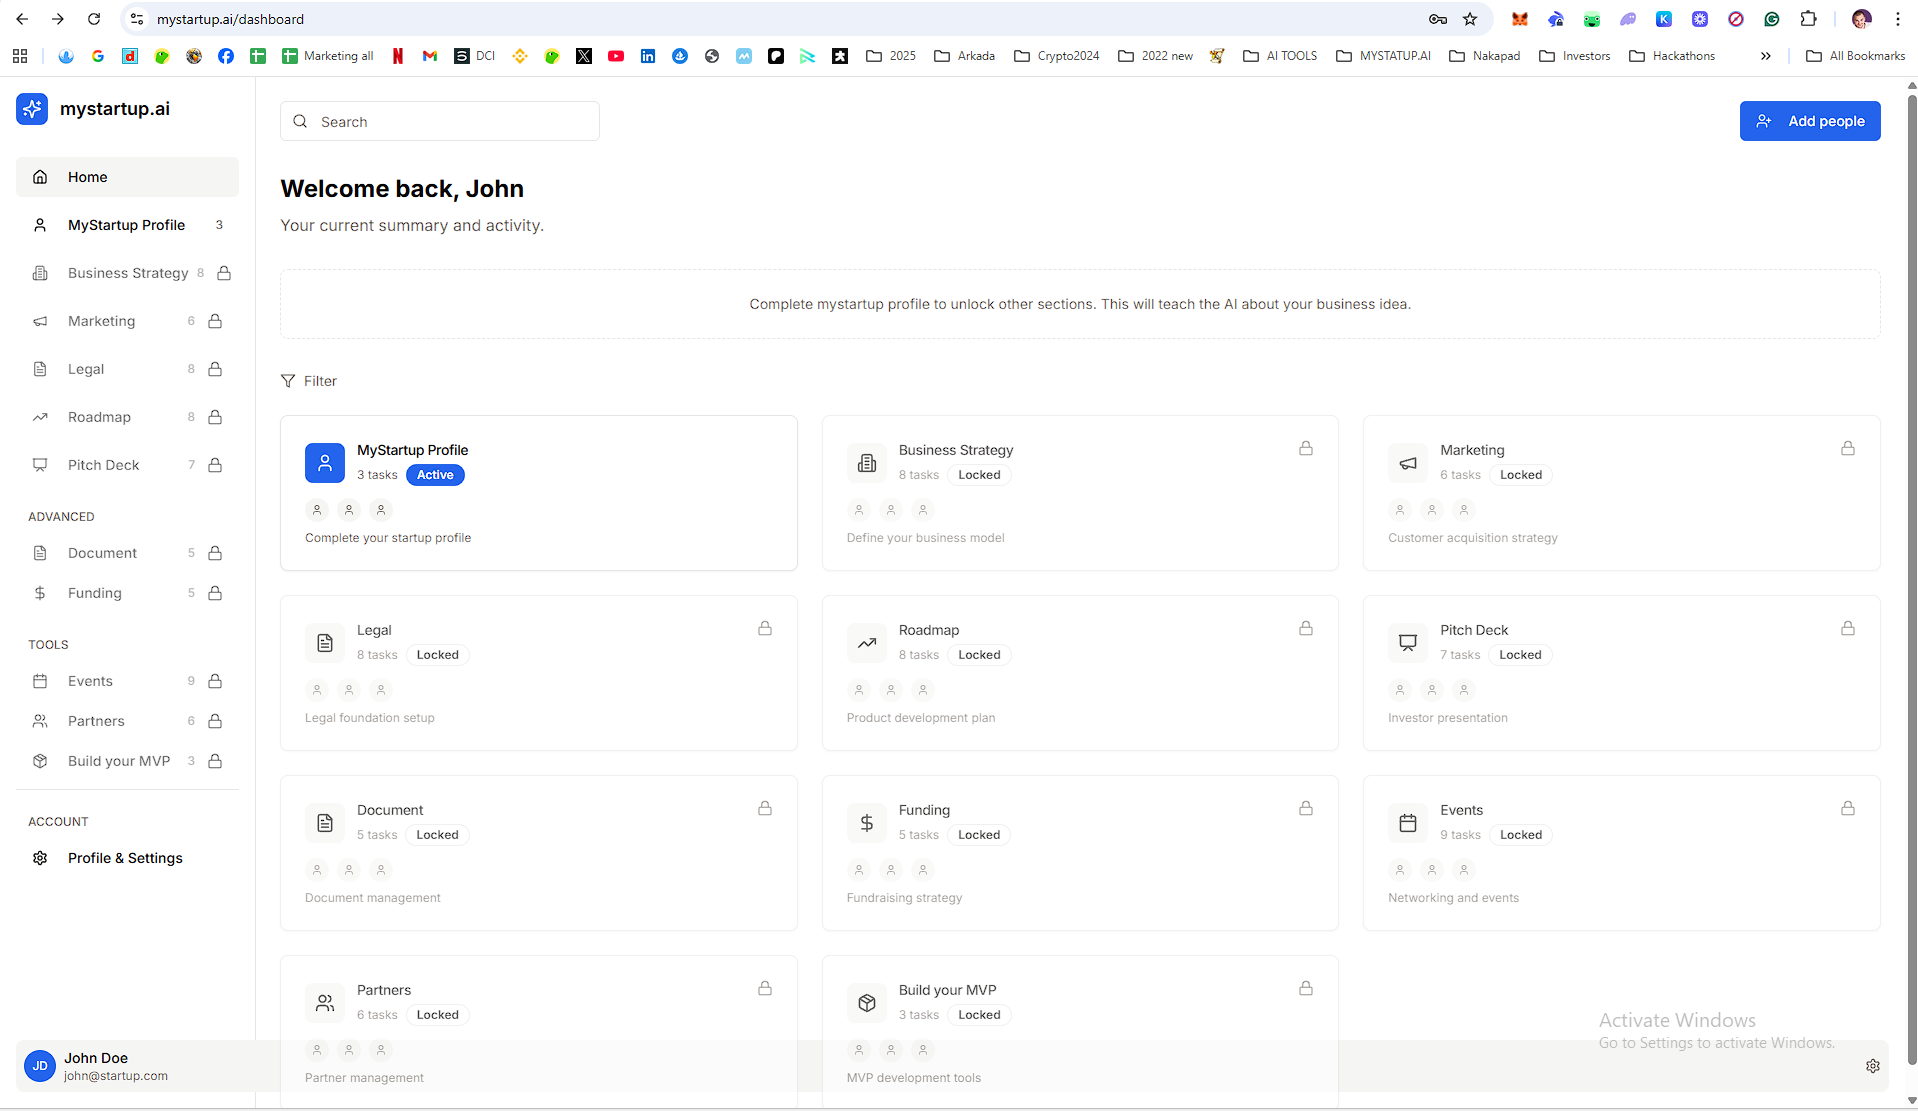 mystartup.ai/dashboard
Marketing all
DCI
2025
Arkada
Crypto2024
2022 new
AI TOOLS
MYSTATUP.AI
Nakapad
Investors
Hackathons
All Bookmarks
mystartup.ai
Home
MyStartup Profile 3
Business Strategy 8
Marketing 6
Legal 8
Roadmap 8
Pitch Deck 7
ADVANCED
Document 5
Funding 5
TOOLS
Events 9
Partners 6
Build your MVP 3
ACCOUNT
Profile & Settings
JD
John Doe
john@startup.com
Search
Add people
Welcome back, John
Your current summary and activity.
Complete mystartup profile to unlock other sections. This will teach the AI about your business idea.
Filter
MyStartup Profile
3 tasks Active
Complete your startup profile
Business Strategy
8 tasks Locked
Define your business model
Marketing
6 tasks Locked
Customer acquisition strategy
Legal
8 tasks Locked
Legal foundation setup
Roadmap
8 tasks Locked
Product development plan
Pitch Deck
7 tasks Locked
Investor presentation
Document
5 tasks Locked
Document management
Funding
5 tasks Locked
Fundraising strategy
Events
9 tasks Locked
Networking and events
Partners
6 tasks Locked
Partner management
Build your MVP
3 tasks Locked
MVP development tools
Activate Windows
Go to Settings to activate Windows.